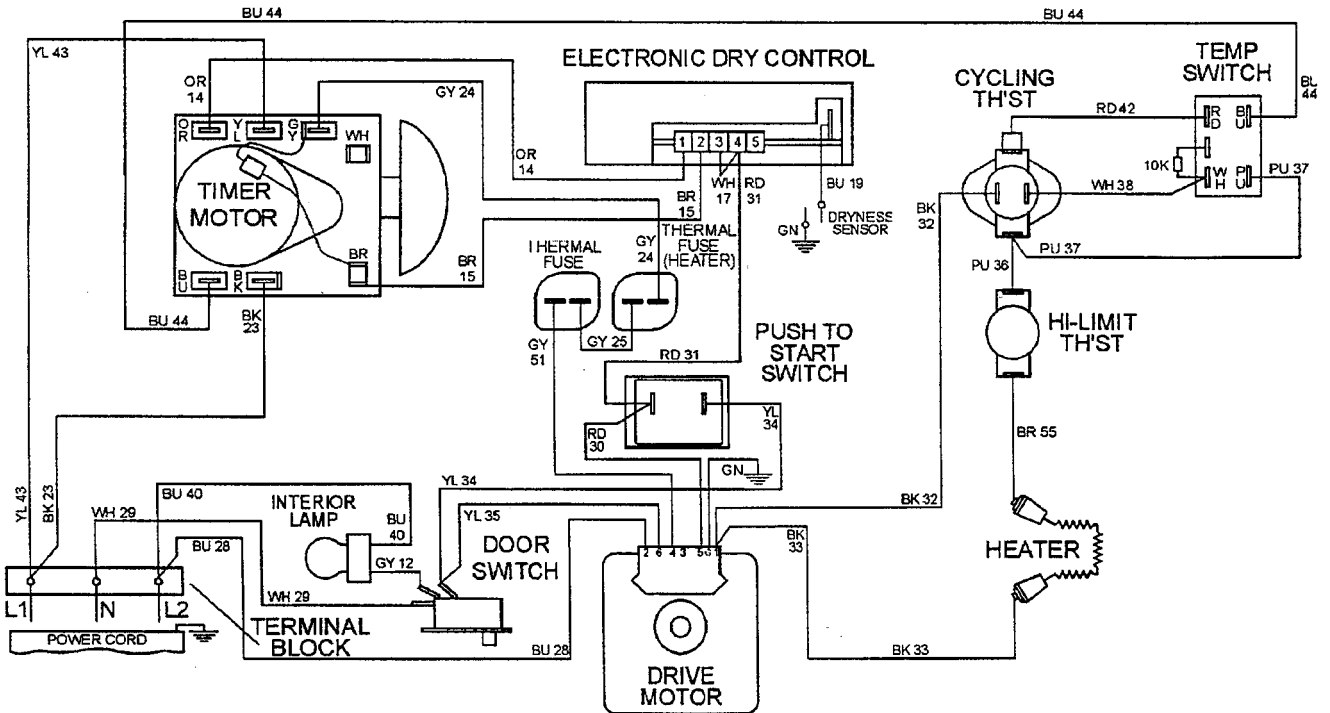 BU 44
BU 44
YL 43
ELECTRONIC DRY CONTROL
TEMP
SWITCH
CYCLING
TH'ST
OR
14
GY 24
RD 42
BU
44
OR
YL
GY
WH
RD
BU
1 2 3 4 5
OR
14
10K
TIMER
MOTOR
BR
15
WH
17
RD
31
BU 19
WH 38
WH
PU
PU 37
BK
32
GN
DRYNESS
SENSOR
THERMAL
FUSE
GY
24
THERMAL
FUSE
(HEATER)
BR
BR
15
PU 37
PU 36
BU
BK
BU 44
BK
23
GY
51
GY 25
HI-LIMIT
TH'ST
PUSH TO
START
SWITCH
RD 31
YL
34
RD
30
BR 55
GN
YL 43
BK 23
BU 40
YL 34
WH 29
INTERIOR
LAMP
BU
40
YL 35
BK 32
BU 28
GY 12
DOOR
SWITCH
2 6 4 3 5 1
BK
33
HEATER
L1
N
L2
WH 29
POWER CORD
TERMINAL
BLOCK
BU 28
DRIVE
MOTOR
BK 33